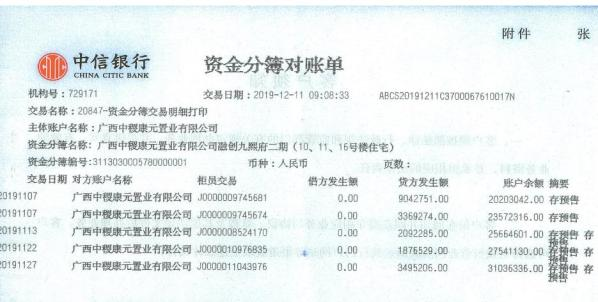 附件 张
中信银行
CHINA CITIC BANK
资金分簿对账单
机构号：729171 交易日期：2019-12-11 09:08:33 ABCS20191211C3700067610017N
交易名称：20847-资金分簿交易明细打印
主体账户名称：广西中稷康元置业有限公司
资金分簿名称：广西中稷康元置业有限公司融创九熙府二期（10、11、16号楼住宅）
资金分簿编号：3113030005780000001 币种：人民币 页数：
交易日期 对方账户名称 柜员交易 借方发生额 贷方发生额 账户余额 摘要
20191107 广西中稷康元置业有限公司 J0000009745681 0.00 9042751.00 20203042.00 存预售
20191107 广西中稷康元置业有限公司 J0000009745674 0.00 3369274.00 23572316.00 存预售
20191113 广西中稷康元置业有限公司 J0000008524170 0.00 2092285.00 25664601.00 存预售 存
预售
20191122 广西中稷康元置业有限公司 J0000010976835 0.00 1876529.00 27541130.00 存预售 存
预售
20191127 广西中稷康元置业有限公司 J0000011043976 0.00 3495206.00 31036336.00 存预售 存
预售